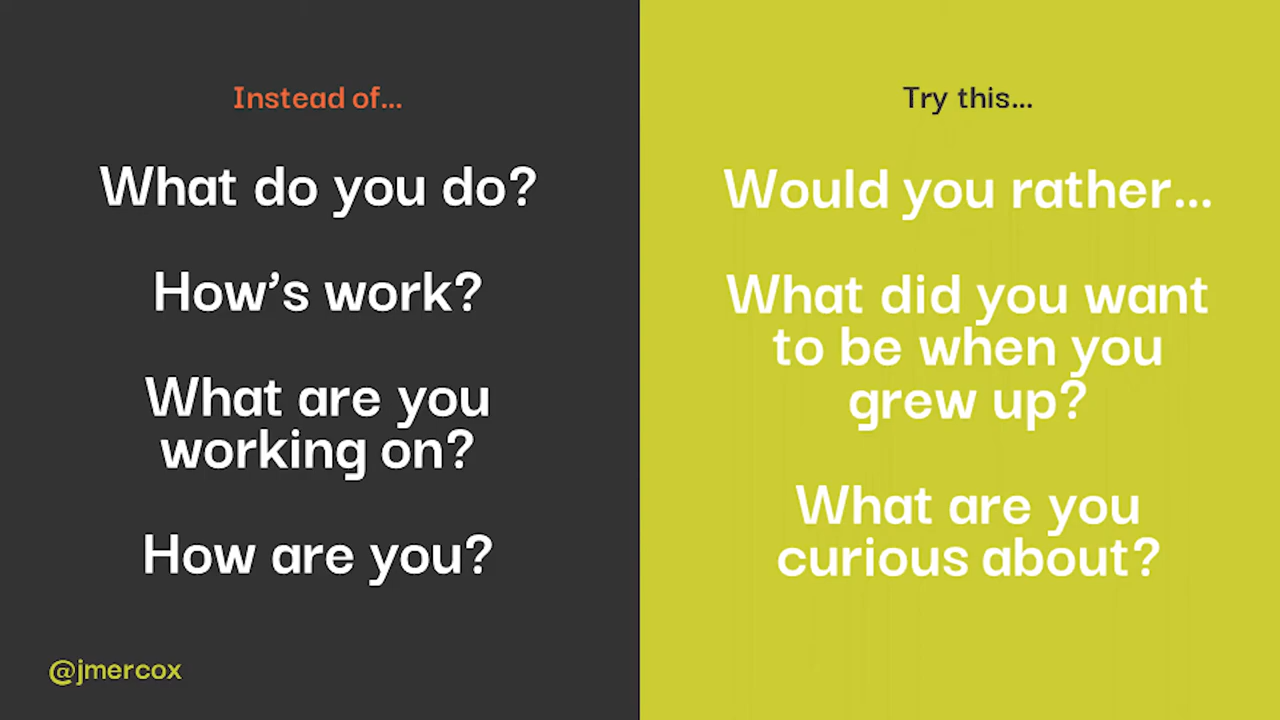 Instead of...
What do you do?
How's work?
What are you
working on?
How are you?
@jmercox
Try this...
Would you rather...
What did you want
to be when you
grew up?
What are you
curious about?